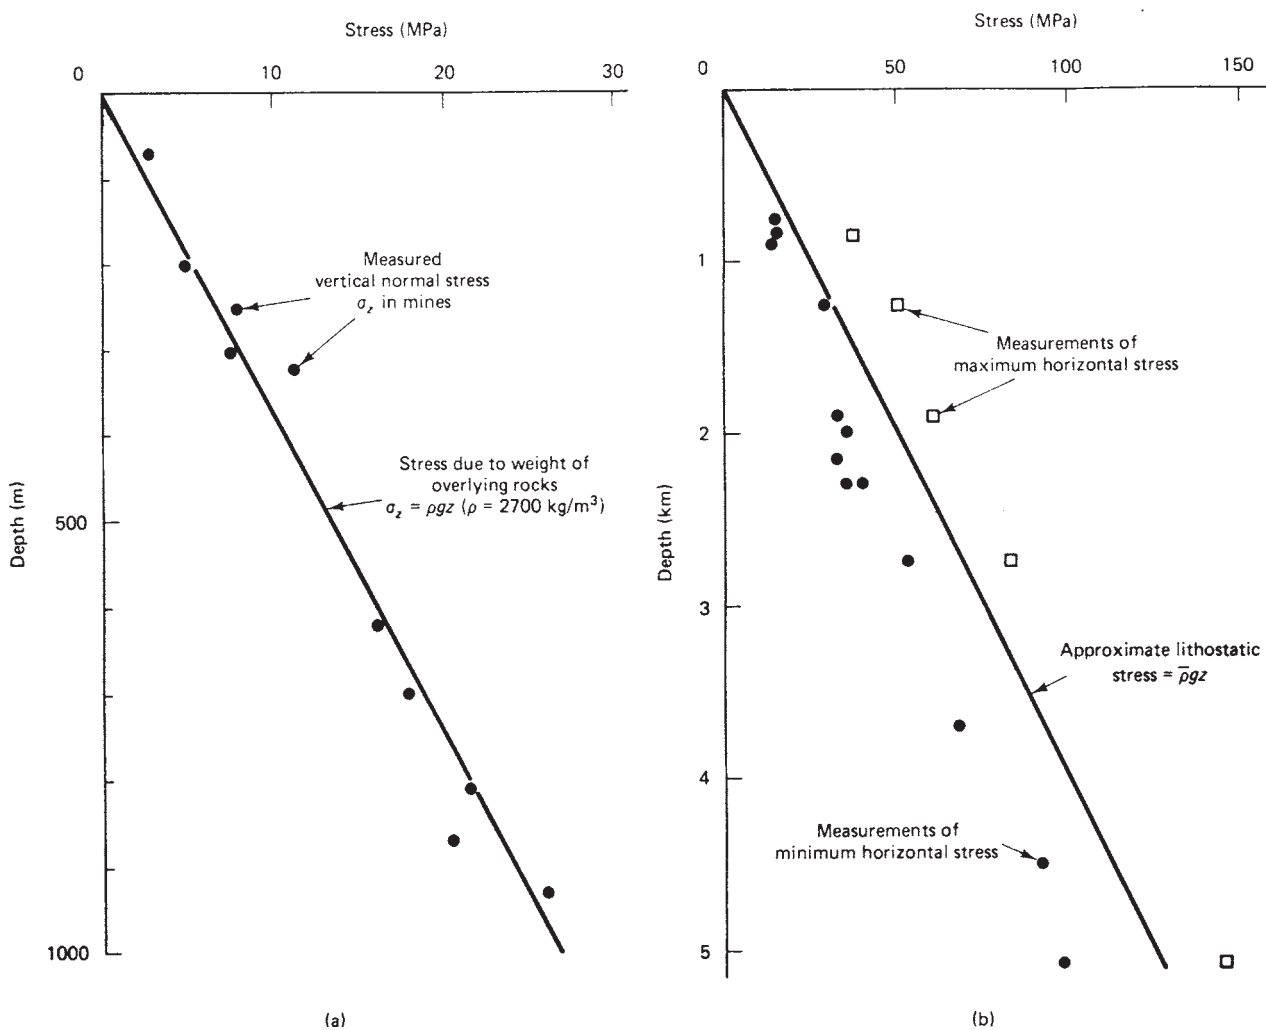 Stress (MPa)
0 10 20 30
Measured
vertical normal stress
σz in mines
Stress due to weight of
overlying rocks
σz = ρgz (ρ = 2700 kg/m³)
Depth (m)
500
1000
(a)
Stress (MPa)
0 50 100 150
1
Measurements of
maximum horizontal stress
2
Depth (km)
3
Approximate lithostatic
stress = ρ̅gz
4
Measurements of
minimum horizontal stress
5
(b)